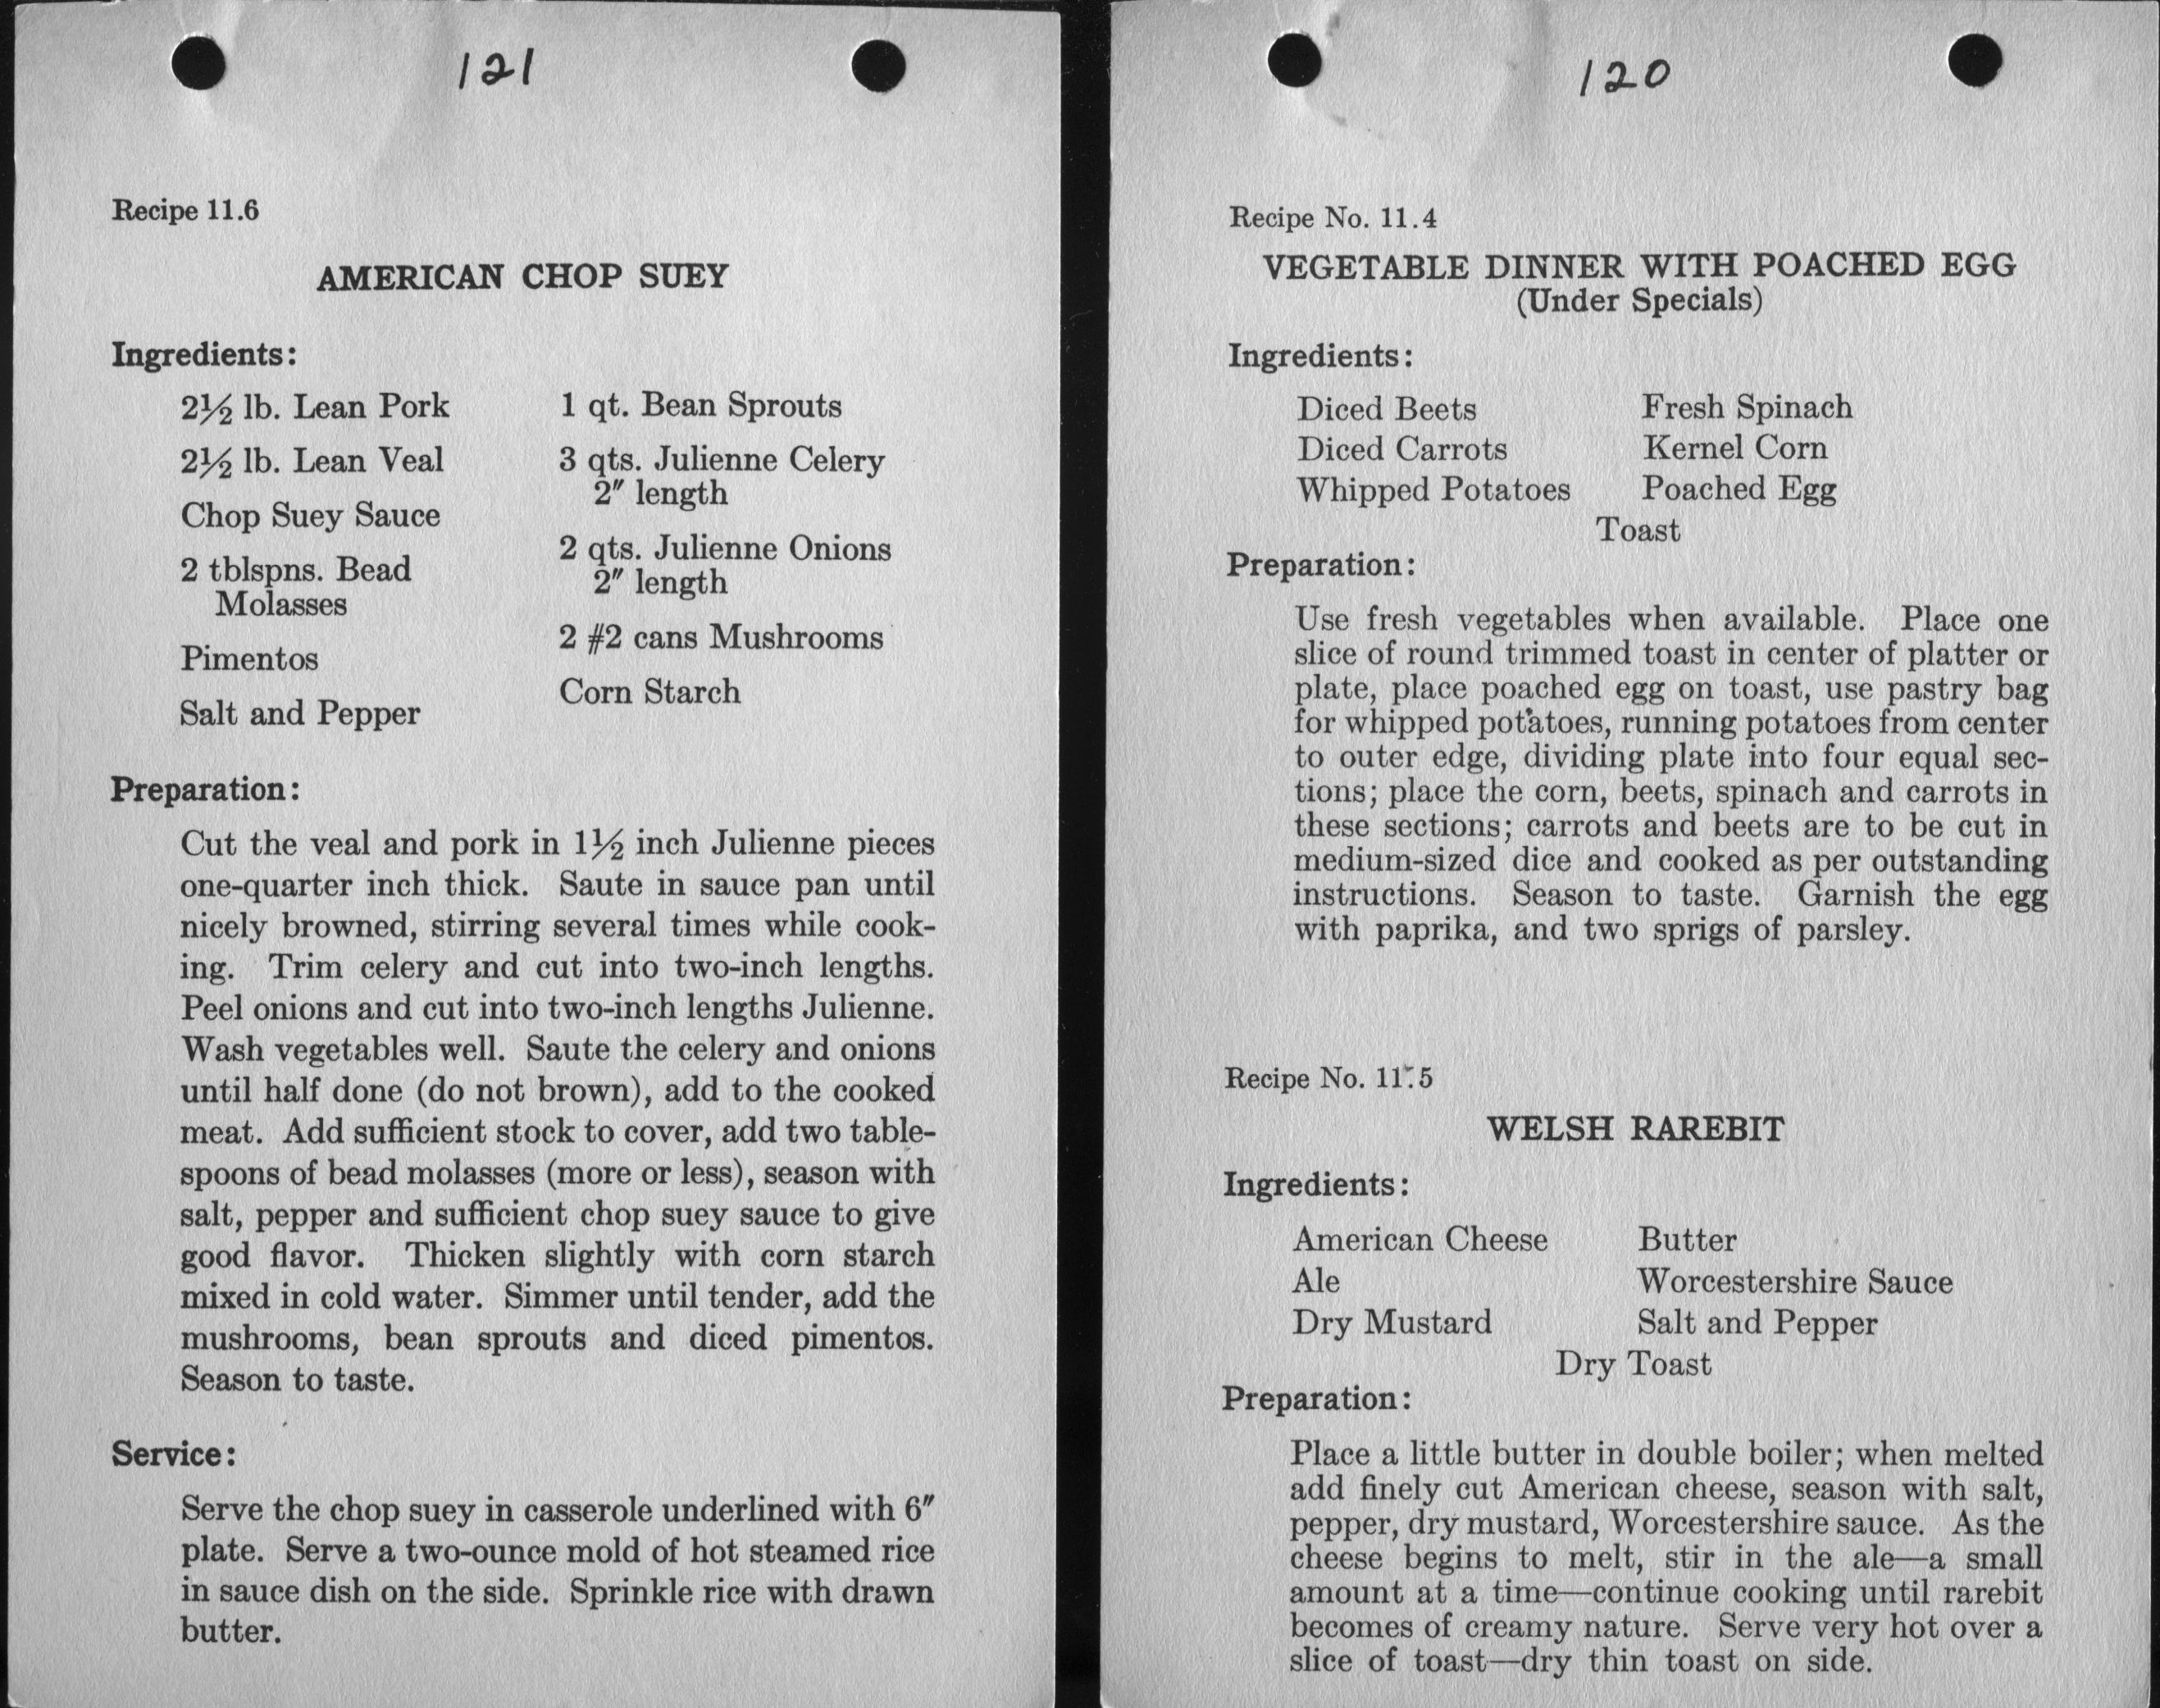 121
Recipe 11.6
AMERICAN CHOP SUEY
Ingredients:
2½ lb. Lean Pork
2½ lb. Lean Veal
Chop Suey Sauce
2 tblspns. Bead
Molasses
Pimentos
Salt and Pepper
1 qt. Bean Sprouts
3 qts. Julienne Celery
2″ length
2 qts. Julienne Onions
2″ length
2 #2 cans Mushrooms
Corn Starch
Preparation:
Cut the veal and pork in 1½ inch Julienne pieces
one-quarter inch thick. Saute in sauce pan until
nicely browned, stirring several times while cook-
ing. Trim celery and cut into two-inch lengths.
Peel onions and cut into two-inch lengths Julienne.
Wash vegetables well. Saute the celery and onions
until half done (do not brown), add to the cooked
meat. Add sufficient stock to cover, add two table-
spoons of bead molasses (more or less), season with
salt, pepper and sufficient chop suey sauce to give
good flavor. Thicken slightly with corn starch
mixed in cold water. Simmer until tender, add the
mushrooms, bean sprouts and diced pimentos.
Season to taste.
Service:
Serve the chop suey in casserole underlined with 6″
plate. Serve a two-ounce mold of hot steamed rice
in sauce dish on the side. Sprinkle rice with drawn
butter.
120
Recipe No. 11.4
VEGETABLE DINNER WITH POACHED EGG
(Under Specials)
Ingredients:
Diced Beets
Diced Carrots
Whipped Potatoes
Fresh Spinach
Kernel Corn
Poached Egg
Toast
Preparation:
Use fresh vegetables when available. Place one
slice of round trimmed toast in center of platter or
plate, place poached egg on toast, use pastry bag
for whipped potatoes, running potatoes from center
to outer edge, dividing plate into four equal sec-
tions; place the corn, beets, spinach and carrots in
these sections; carrots and beets are to be cut in
medium-sized dice and cooked as per outstanding
instructions. Season to taste. Garnish the egg
with paprika, and two sprigs of parsley.
Recipe No. 11.5
WELSH RAREBIT
Ingredients:
American Cheese
Ale
Dry Mustard
Butter
Worcestershire Sauce
Salt and Pepper
Dry Toast
Preparation:
Place a little butter in double boiler; when melted
add finely cut American cheese, season with salt,
pepper, dry mustard, Worcestershire sauce. As the
cheese begins to melt, stir in the ale—a small
amount at a time—continue cooking until rarebit
becomes of creamy nature. Serve very hot over a
slice of toast—dry thin toast on side.